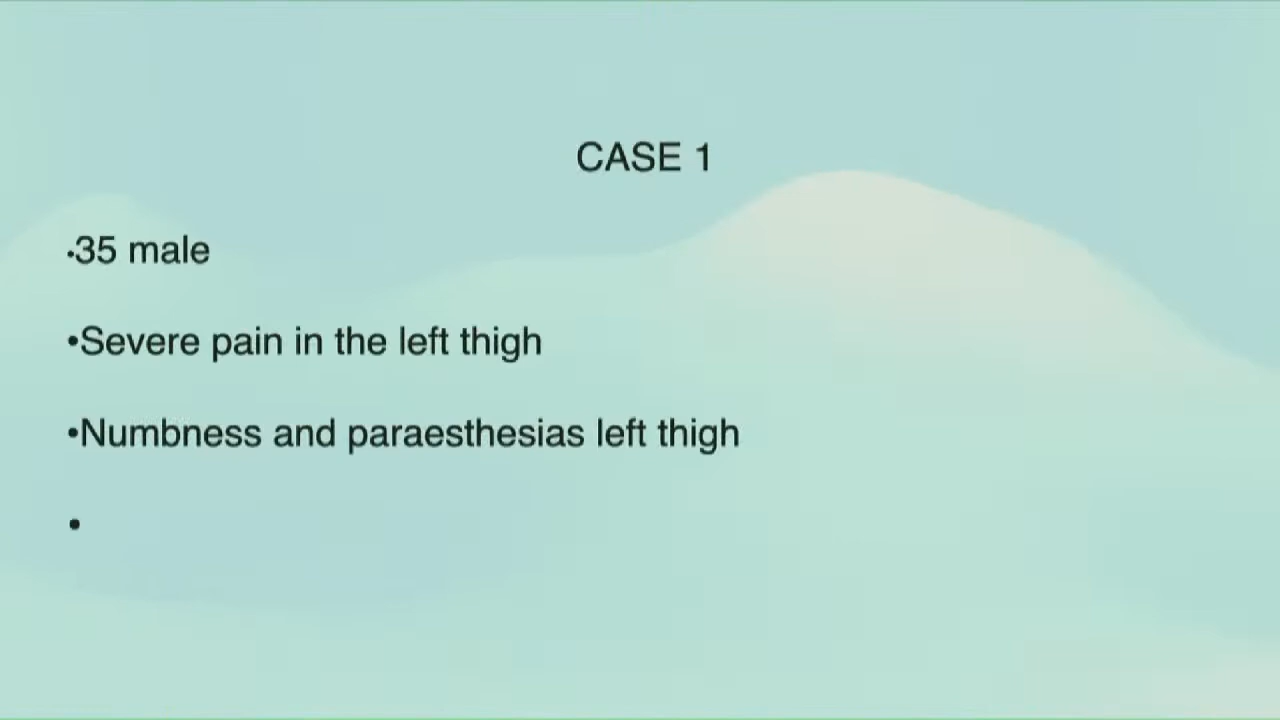 CASE 1
•35 male
•Severe pain in the left thigh
•Numbness and paraesthesias left thigh
•